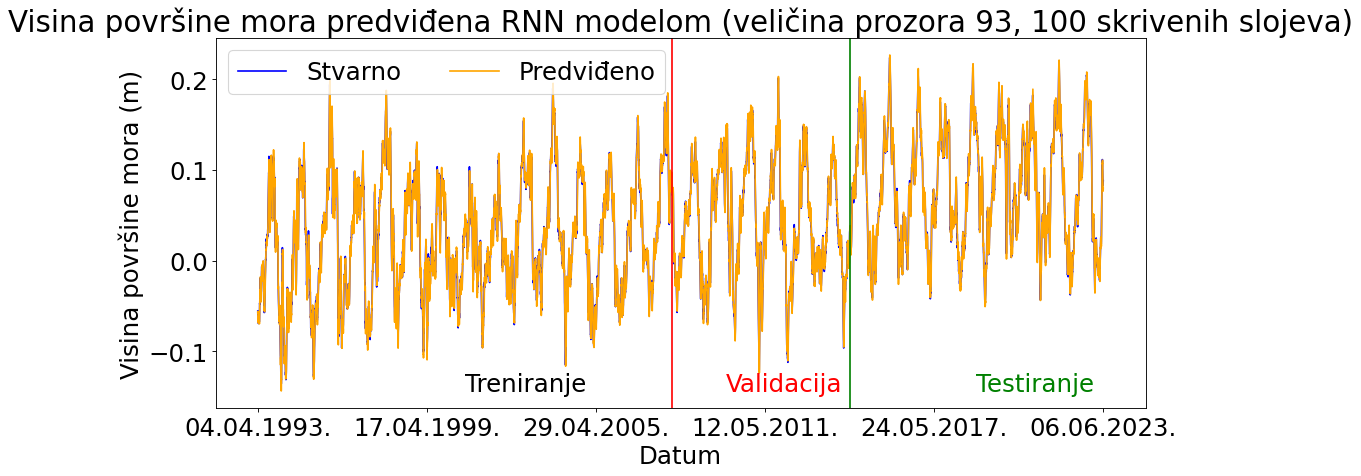 Visina površine mora predviđena RNN modelom (veličina prozora 93, 100 skrivenih slojeva)
Stvarno Predviđeno
Visina površine mora (m)
0.2
0.1
0.0
−0.1
Treniranje Validacija Testiranje
04.04.1993. 17.04.1999. 29.04.2005. 12.05.2011. 24.05.2017. 06.06.2023.
Datum